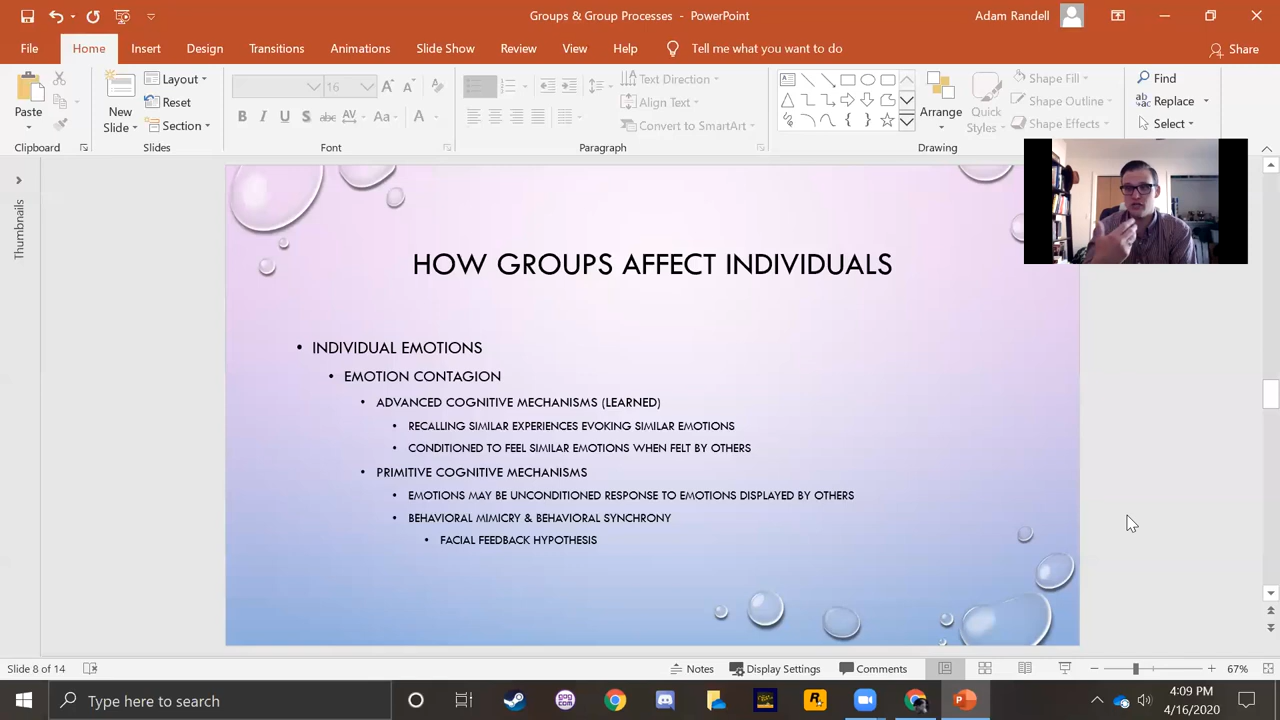 Groups & Group Processes - PowerPoint
Adam Randell
File
Home
Insert
Design
Transitions
Animations
Slide Show
Review
View
Help
Tell me what you want to do
Share
Paste
Clipboard
New
Slide
Layout
Reset
Section
Slides
16
B I U S abc AV Aa A
Font
Text Direction
Align Text
Convert to SmartArt
Paragraph
Arrange
Quick
Styles
Shape Fill
Shape Outline
Shape Effects
Drawing
Find
Replace
Select
Thumbnails
HOW GROUPS AFFECT INDIVIDUALS
• INDIVIDUAL EMOTIONS
• EMOTION CONTAGION
• ADVANCED COGNITIVE MECHANISMS (LEARNED)
• RECALLING SIMILAR EXPERIENCES EVOKING SIMILAR EMOTIONS
• CONDITIONED TO FEEL SIMILAR EMOTIONS WHEN FELT BY OTHERS
• PRIMITIVE COGNITIVE MECHANISMS
• EMOTIONS MAY BE UNCONDITIONED RESPONSE TO EMOTIONS DISPLAYED BY OTHERS
• BEHAVIORAL MIMICRY & BEHAVIORAL SYNCHRONY
• FACIAL FEEDBACK HYPOTHESIS
Slide 8 of 14
Notes
Display Settings
Comments
67%
Type here to search
4:09 PM
4/16/2020